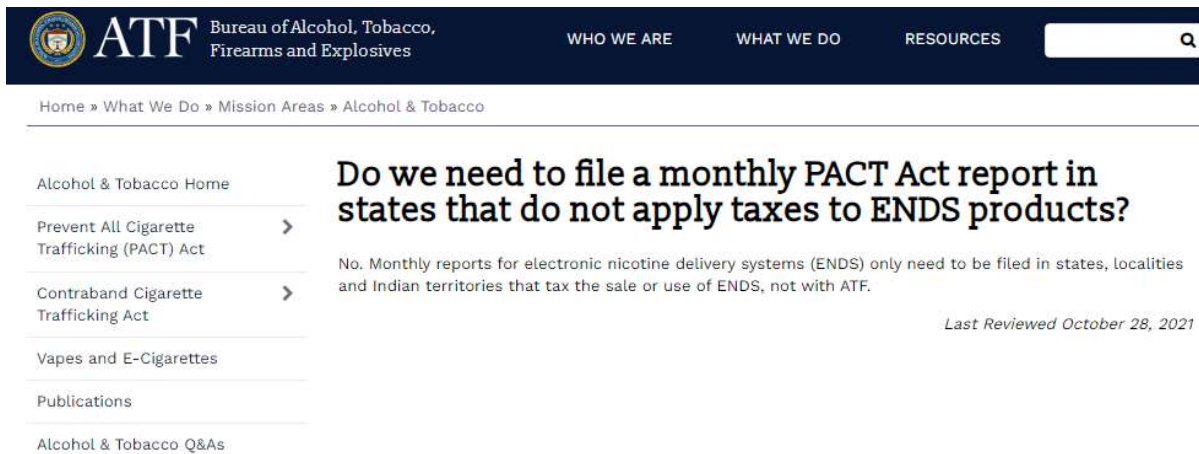 ATF
Bureau of Alcohol, Tobacco,
Firearms and Explosives
WHO WE ARE
WHAT WE DO
RESOURCES
Home » What We Do » Mission Areas » Alcohol & Tobacco
Alcohol & Tobacco Home
Prevent All Cigarette
Trafficking (PACT) Act
Contraband Cigarette
Trafficking Act
Vapes and E-Cigarettes
Publications
Alcohol & Tobacco Q&As
Do we need to file a monthly PACT Act report in
states that do not apply taxes to ENDS products?
No. Monthly reports for electronic nicotine delivery systems (ENDS) only need to be filed in states, localities
and Indian territories that tax the sale or use of ENDS, not with ATF.
Last Reviewed October 28, 2021